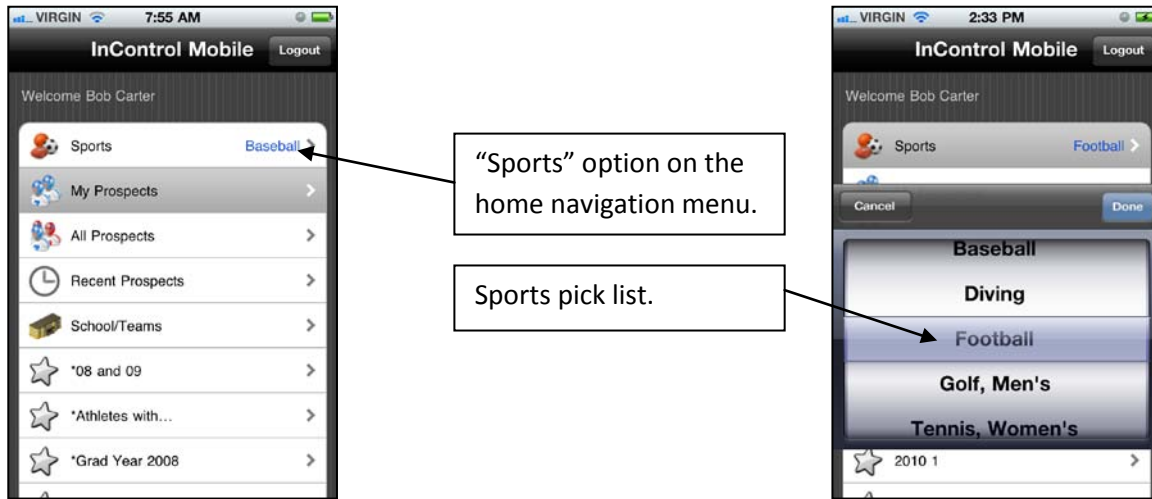 VIRGIN 7:55 AM
InControl Mobile Logout
Welcome Bob Carter
Sports Baseball
My Prospects
All Prospects
Recent Prospects
School/Teams
*08 and 09
*Athletes with...
*Grad Year 2008
“Sports” option on the
home navigation menu.
Sports pick list.
VIRGIN 2:33 PM
InControl Mobile Logout
Welcome Bob Carter
Sports Football
Cancel Done
Baseball
Diving
Football
Golf, Men's
Tennis, Women's
2010 1